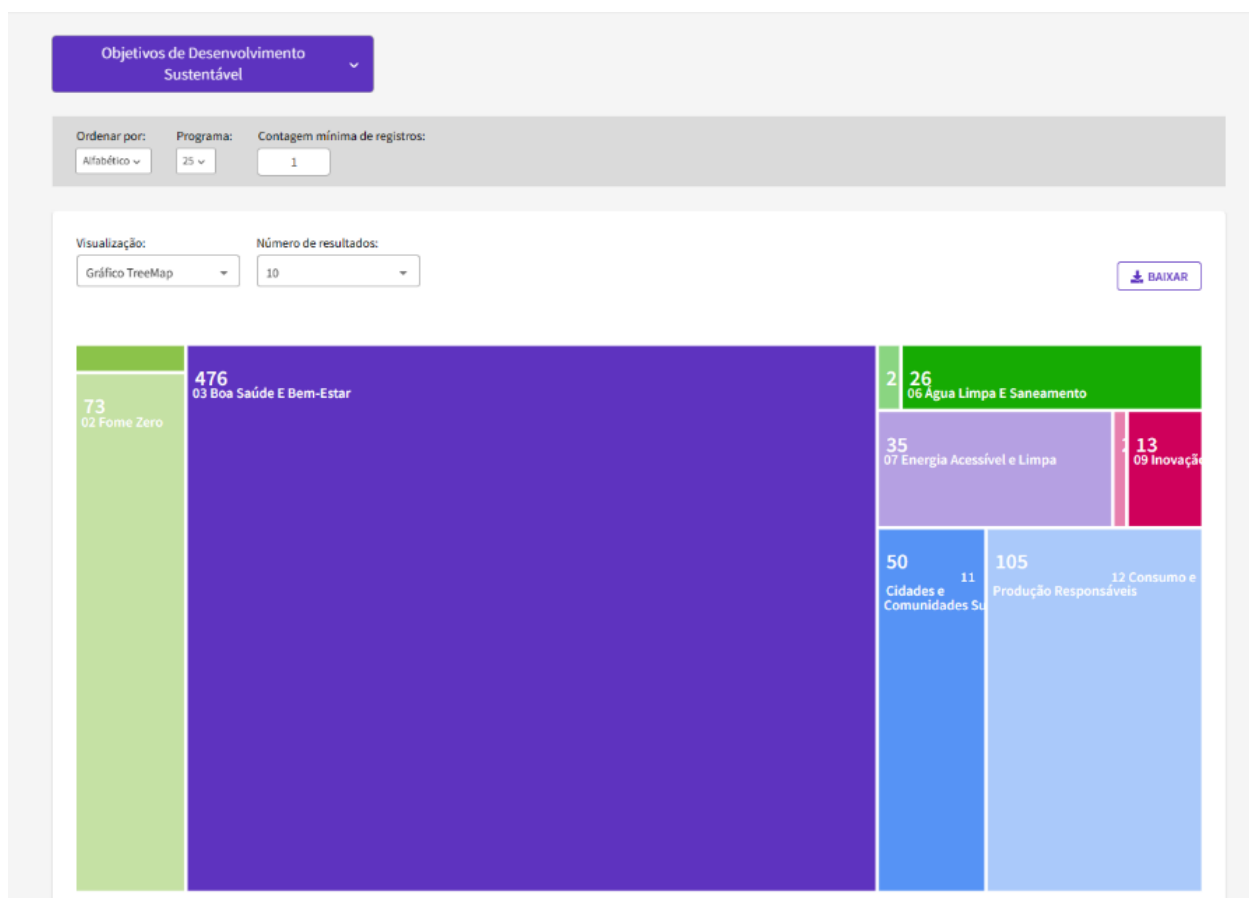 Objetivos de Desenvolvimento
Sustentável
Ordenar por:
Programa:
Contagem mínima de registros:
Alfabético
25
1
Visualização:
Número de resultados:
Gráfico TreeMap
10
BAIXAR
73
02 Fome Zero
476
03 Boa Saúde E Bem-Estar
2
26
06 Água Limpa E Saneamento
35
07 Energia Acessível e Limpa
13
09 Inovaçã
50
11
Cidades e
Comunidades Su
105
12 Consumo e
Produção Responsáveis